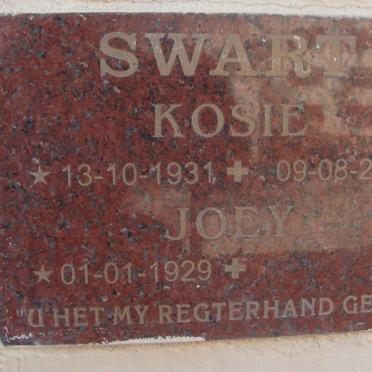 SWART
KOSIE
★ 13-10-1931 ✚ 09-08-2
JOEY
★ 01-01-1929 ✚
"U HET MY REGTERHAND GE